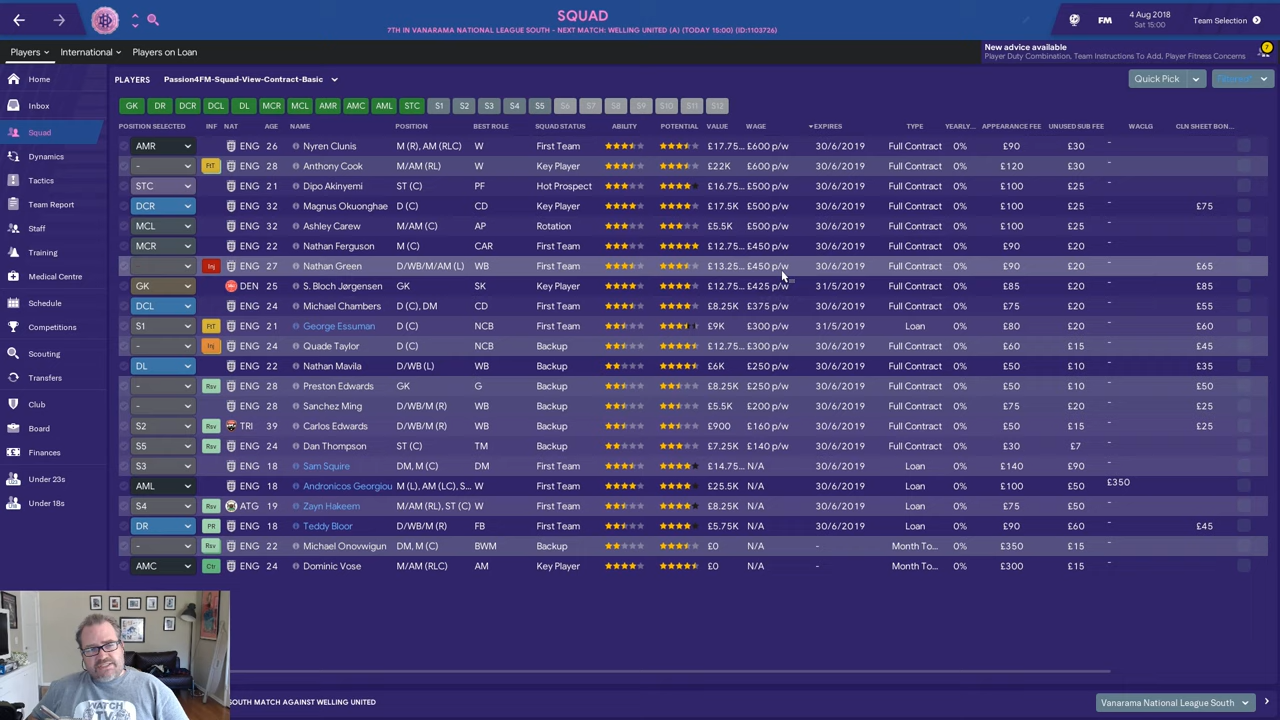 SQUAD
7TH IN VANARAMA NATIONAL LEAGUE SOUTH - NEXT MATCH: WELLING UNITED (A) (TODAY 15:00) (ID:1103726)
FM
4 Aug 2018
15:00
Team Selection
Players
International
Players on Loan
New advice available
Player Duty Combination, Team Instructions To Add, Player Fitness Concerns
7
Home
Inbox
Squad
Dynamics
Tactics
Team Report
Staff
Training
Medical Centre
Schedule
Competitions
Scouting
Transfers
Club
Board
Finances
Under 23s
Under 18s
PLAYERS Passion4FM-Squad-View-Contract-Basic
Quick Pick
GK DR DCR DCL DL MCR MCL AMR AMC AML STC S1 S2 S3 S4 S5 S6 S7 S8 S9 S10 S11 S12
POSITION SELECTED INF NAT AGE NAME POSITION BEST ROLE SQUAD STATUS ABILITY POTENTIAL VALUE WAGE EXPIRES TYPE YEARLY... APPEARANCE FEE UNUSED SUB FEE WACLG CLN SHEET BON...
AMR ENG 26 Nyren Clunis M (R), AM (RLC) W First Team £17.75... £600 p/w 30/6/2019 Full Contract 0% £90 £30 -
- FtT ENG 28 Anthony Cook M/AM (RL) W Key Player £22K £600 p/w 30/6/2019 Full Contract 0% £120 £30 -
STC ENG 21 Dipo Akinyemi ST (C) PF Hot Prospect £16.75... £500 p/w 30/6/2019 Full Contract 0% £100 £25 -
DCR ENG 32 Magnus Okuonghae D (C) CD Key Player £17.5K £500 p/w 30/6/2019 Full Contract 0% £100 £25 - £75
MCL ENG 32 Ashley Carew M/AM (C) AP Rotation £5.5K £500 p/w 30/6/2019 Full Contract 0% £100 £20 -
MCR ENG 22 Nathan Ferguson M (C) CAR First Team £12.75... £450 p/w 30/6/2019 Full Contract 0% £90 £20 -
- Inj ENG 27 Nathan Green D/WB/M/AM (L) WB First Team £13.25... £450 p/w 30/6/2019 Full Contract 0% £90 £20 - £65
GK DEN 25 S. Bloch Jørgensen GK SK Key Player £12.75... £425 p/w 31/5/2019 Full Contract 0% £85 £20 - £85
DCL ENG 24 Michael Chambers D (C), DM CD First Team £8.25K £375 p/w 30/6/2019 Full Contract 0% £75 £20 - £55
S1 FtT ENG 21 George Essuman D (C) NCB First Team £9K £300 p/w 31/5/2019 Loan 0% £80 £20 - £60
- Inj ENG 24 Quade Taylor D (C) NCB Backup £12.75... £300 p/w 30/6/2019 Full Contract 0% £60 £15 - £45
DL ENG 22 Nathan Mavila D/WB (L) WB Backup £6K £250 p/w 30/6/2019 Full Contract 0% £50 £10 - £35
- Rsv ENG 28 Preston Edwards GK G Backup £8.25K £250 p/w 30/6/2019 Full Contract 0% £50 £10 - £50
- ENG 28 Sanchez Ming D/WB/M (R) WB Backup £5.5K £200 p/w 30/6/2019 Full Contract 0% £75 £20 - £25
S2 Rsv TRI 39 Carlos Edwards D/WB/M (R) WB Backup £900 £160 p/w 30/6/2019 Full Contract 0% £50 £15 - £25
S5 Rsv ENG 24 Dan Thompson ST (C) TM Backup £7.25K £140 p/w 30/6/2019 Full Contract 0% £30 £7 -
S3 ENG 18 Sam Squire DM, M (C) DM First Team £14.75... N/A 30/6/2019 Loan 0% £140 £90 -
AML ENG 18 Andronicos Georgiou M (L), AM (LC), S... W First Team £25.5K N/A 30/6/2019 Loan 0% £100 £50 £350 -
S4 Rsv ATG 19 Zayn Hakeem M/AM (RL), ST (C) W First Team £8.25K N/A 30/6/2019 Loan 0% £75 £50 -
DR PR ENG 18 Teddy Bloor D/WB/M (R) FB First Team £5.75K N/A 30/6/2019 Loan 0% £90 £60 - £45
- Rsv ENG 22 Michael Onovwigun DM, M (C) BWM Backup £0 N/A - Month To... 0% £350 £15 -
AMC Ctr ENG 24 Dominic Vose M/AM (RLC) AM Key Player £0 N/A - Month To... 0% £300 £15 -
WATCH
TV
SOUTH MATCH AGAINST WELLING UNITED
Vanarama National League South